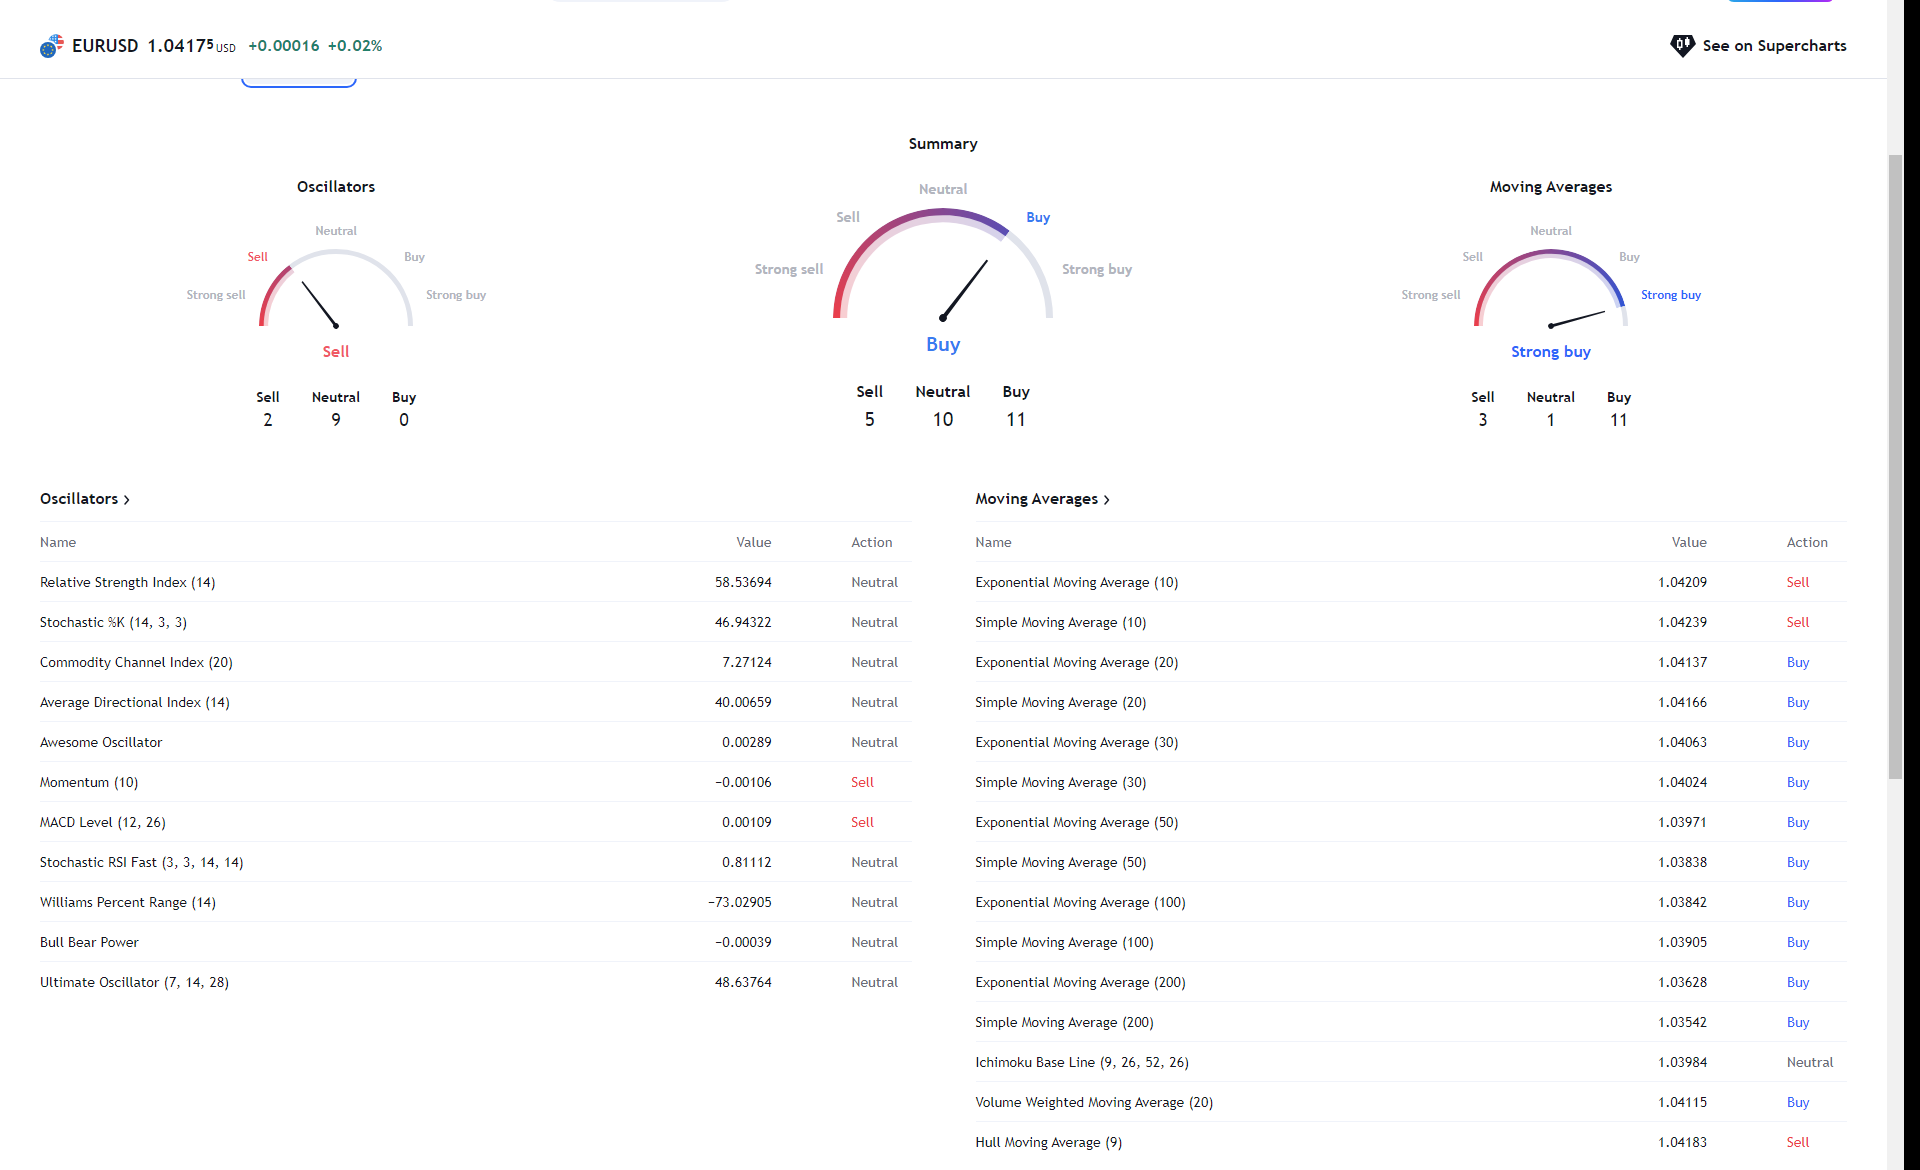 EURUSD 1.04175 USD +0.00016 +0.02%
See on Supercharts
Oscillators
Neutral
Sell
Buy
Strong sell
Strong buy
Sell
Sell Neutral Buy
2 9 0
Summary
Neutral
Sell
Buy
Strong sell
Strong buy
Buy
Sell Neutral Buy
5 10 11
Moving Averages
Neutral
Sell
Buy
Strong sell
Strong buy
Strong buy
Sell Neutral Buy
3 1 11
Oscillators
Name Value Action
Relative Strength Index (14) 58.53694 Neutral
Stochastic %K (14, 3, 3) 46.94322 Neutral
Commodity Channel Index (20) 7.27124 Neutral
Average Directional Index (14) 40.00659 Neutral
Awesome Oscillator 0.00289 Neutral
Momentum (10) −0.00106 Sell
MACD Level (12, 26) 0.00109 Sell
Stochastic RSI Fast (3, 3, 14, 14) 0.81112 Neutral
Williams Percent Range (14) −73.02905 Neutral
Bull Bear Power −0.00039 Neutral
Ultimate Oscillator (7, 14, 28) 48.63764 Neutral
Moving Averages
Name Value Action
Exponential Moving Average (10) 1.04209 Sell
Simple Moving Average (10) 1.04239 Sell
Exponential Moving Average (20) 1.04137 Buy
Simple Moving Average (20) 1.04166 Buy
Exponential Moving Average (30) 1.04063 Buy
Simple Moving Average (30) 1.04024 Buy
Exponential Moving Average (50) 1.03971 Buy
Simple Moving Average (50) 1.03838 Buy
Exponential Moving Average (100) 1.03842 Buy
Simple Moving Average (100) 1.03905 Buy
Exponential Moving Average (200) 1.03628 Buy
Simple Moving Average (200) 1.03542 Buy
Ichimoku Base Line (9, 26, 52, 26) 1.03984 Neutral
Volume Weighted Moving Average (20) 1.04115 Buy
Hull Moving Average (9) 1.04183 Sell